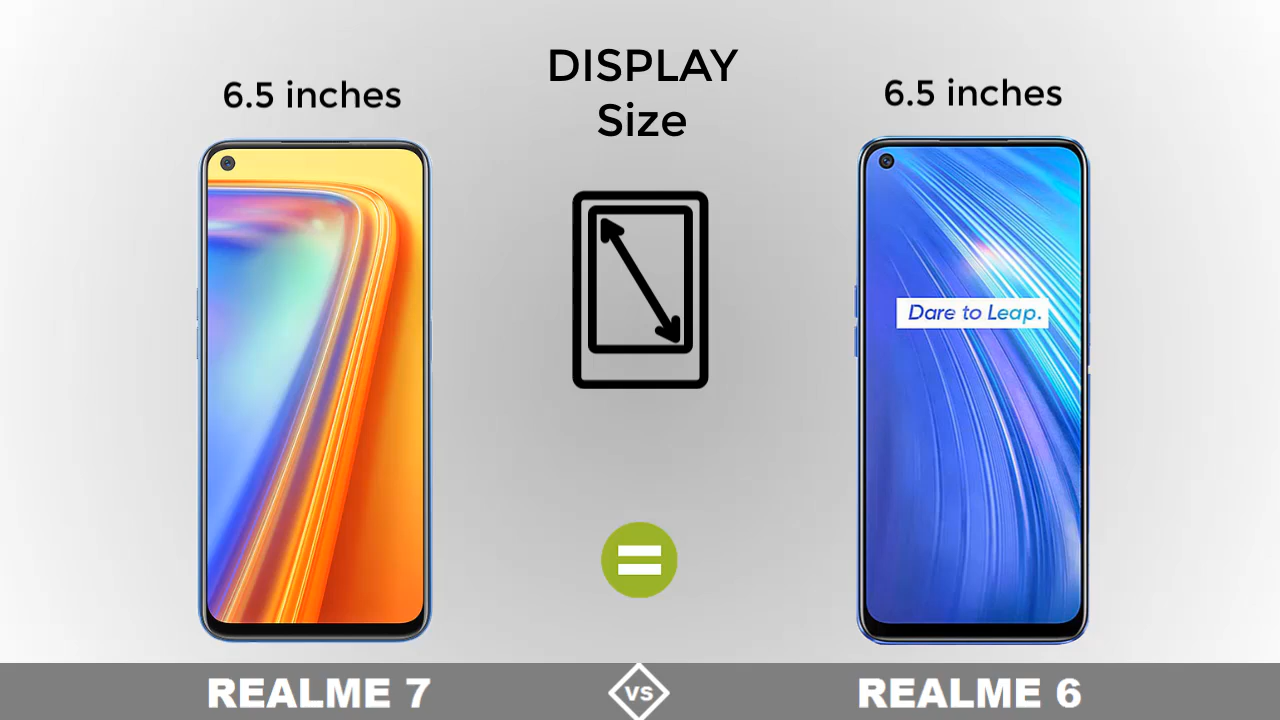 DISPLAY
Size
6.5 inches
6.5 inches
Dare to Leap.
REALME 7
VS
REALME 6